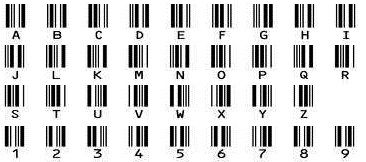 A B C D E F G H I
J L K M N O P Q R
S T U V W X Y Z
1 2 3 4 5 6 7 8 9